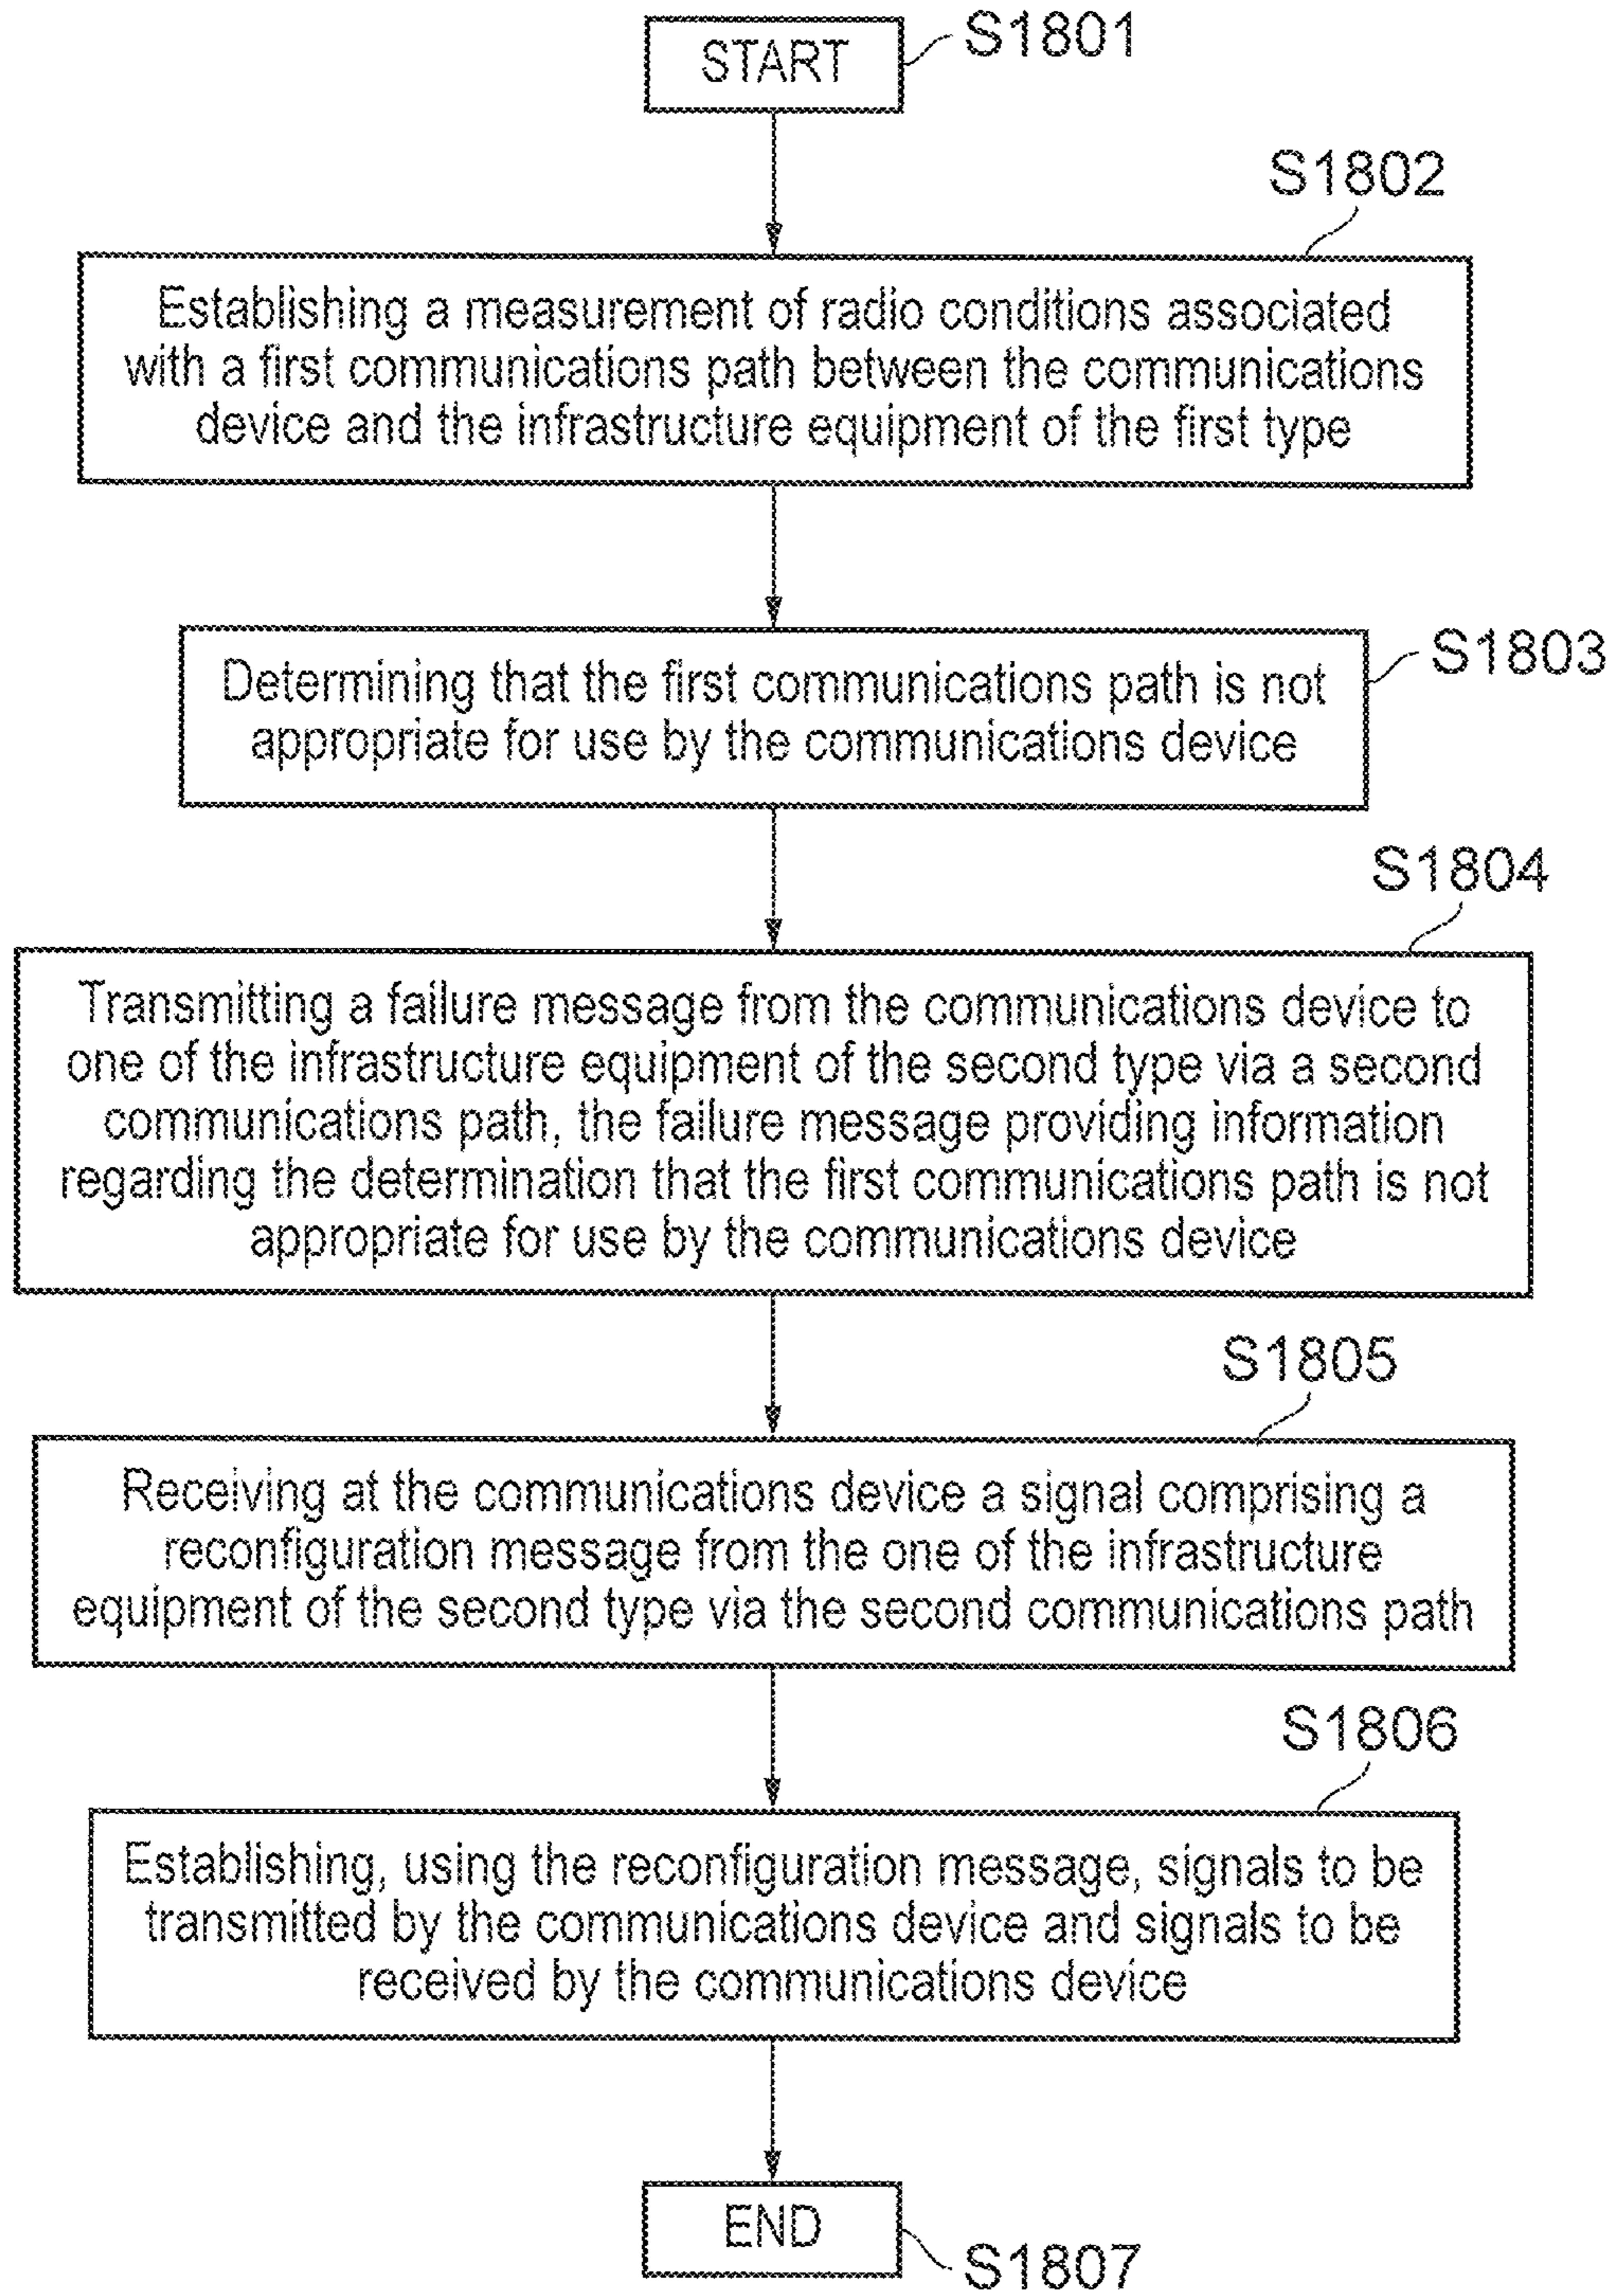 START
S1801
S1802
Establishing a measurement of radio conditions associated
with a first communications path between the communications
device and the infrastructure equipment of the first type
Determining that the first communications path is not
appropriate for use by the communications device
S1803
S1804
Transmitting a failure message from the communications device to
one of the infrastructure equipment of the second type via a second
communications path, the failure message providing information
regarding the determination that the first communications path is not
appropriate for use by the communications device
S1805
Receiving at the communications device a signal comprising a
reconfiguration message from the one of the infrastructure
equipment of the second type via the second communications path
S1806
Establishing, using the reconfiguration message, signals to be
transmitted by the communications device and signals to be
received by the communications device
END
S1807